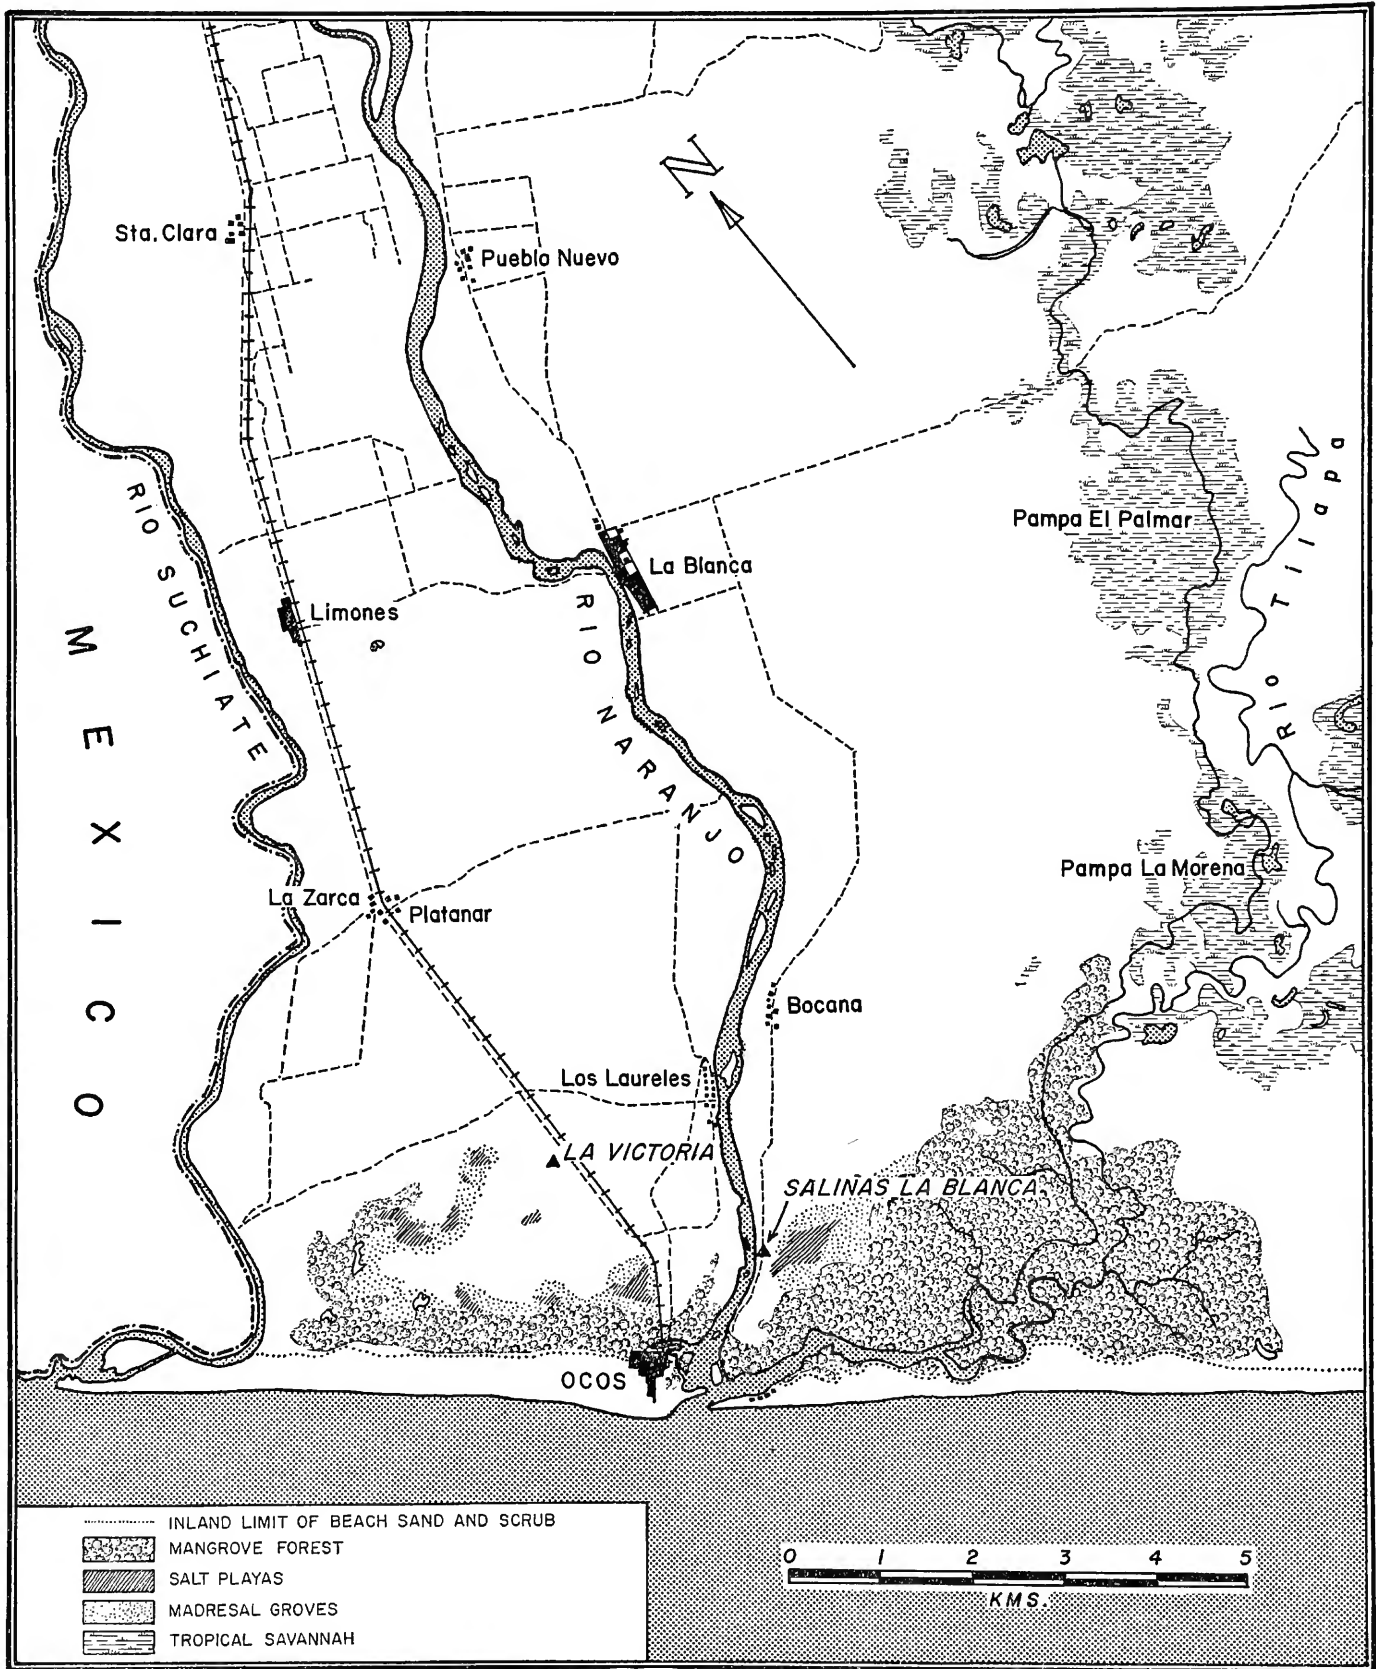 N
Sta. Clara
Pueblo Nuevo
Pampa El Palmar
La Blanca
Limones
RIO SUCHIATE
MEXICO
RIO NARANJO
RIO Tilapa
Pampa La Morena
La Zarca
Platanar
Bocana
Los Laureles
LA VICTORIA
SALINAS LA BLANCA
OCOS
INLAND LIMIT OF BEACH SAND AND SCRUB
MANGROVE FOREST
SALT PLAYAS
MADRESAL GROVES
TROPICAL SAVANNAH
0 1 2 3 4 5
KMS.